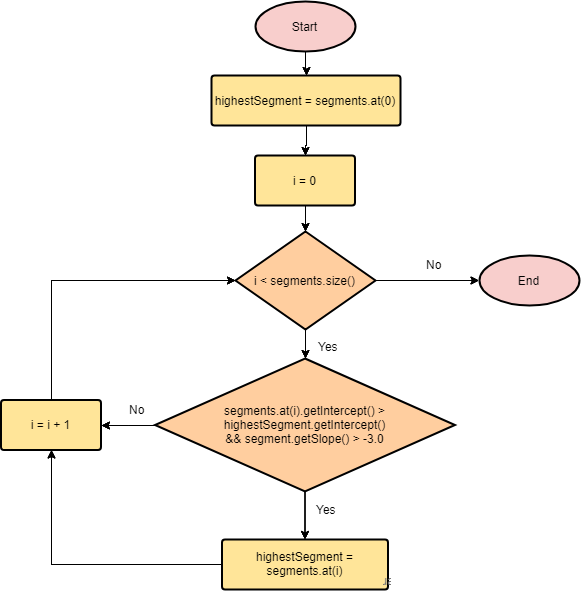 Start
highestSegment = segments.at(0)
i = 0
i < segments.size()
No
End
Yes
segments.at(i).getIntercept() >
highestSegment.getIntercept()
&& segment.getSlope() > -3.0
No
i = i + 1
Yes
highestSegment =
segments.at(i)
JE